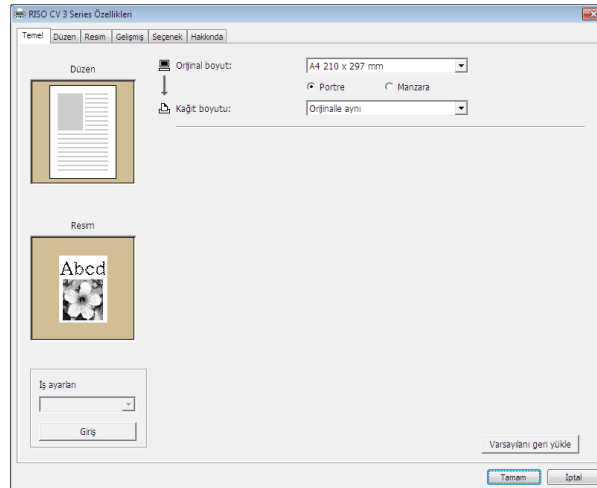 RISO CV 3 Series Özellikleri
Temel Düzen Resim Gelişmiş Seçenek Hakkında
Düzen
Orijinal boyut: A4 210 x 297 mm
Portre Manzara
Kağıt boyutu: Orijinalle aynı
Resim
Abcd
İş ayarları
Giriş
Varsayılanı geri yükle
Tamam İptal